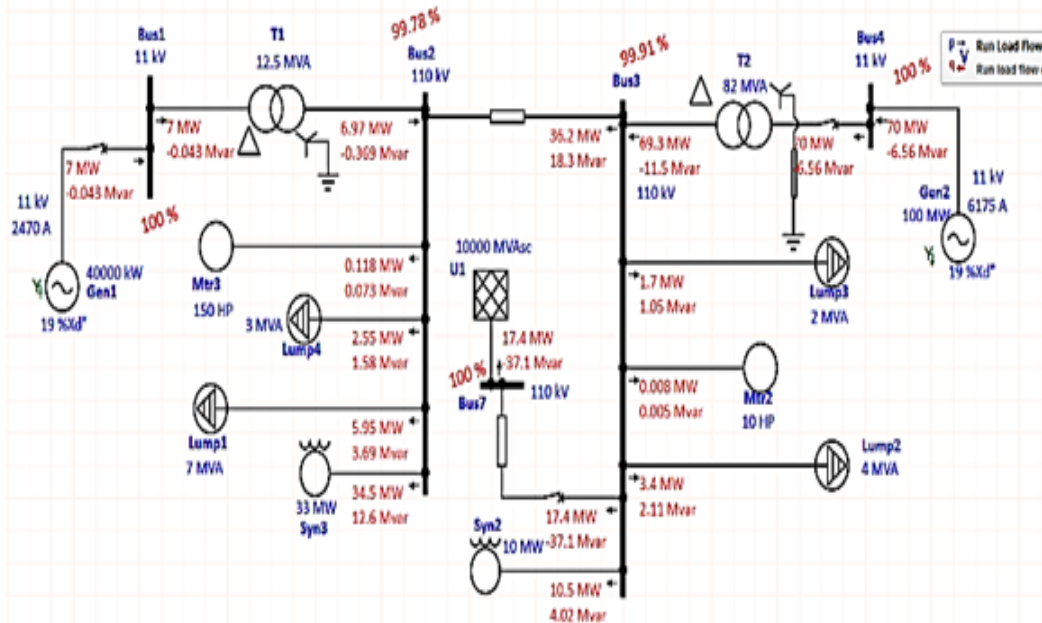 Bus1
11 kV
T1
12.5 MVA
99.78 %
Bus2
110 kV
99.91 %
Bus3
T2
82 MVA
Bus4
11 kV
100 %
Run Load Flow
Run load flow
7 MW
-0.043 Mvar
6.97 MW
-0.369 Mvar
36.2 MW
18.3 Mvar
69.3 MW
-11.5 Mvar
110 kV
70 MW
-6.56 Mvar
70 MW
-6.56 Mvar
7 MW
-0.043 Mvar
100 %
11 kV
2470 A
40000 kW
Gen1
19 %Xd"
Gen2
100 MW
11 kV
6175 A
19 %Xd"
Mtr3
150 HP
0.118 MW
0.073 Mvar
10000 MVAsc
U1
1.7 MW
1.05 Mvar
Lump3
2 MVA
3 MVA
Lump4
2.55 MW
1.58 Mvar
17.4 MW
-37.1 Mvar
100 %
Bus7
110 kV
0.008 MW
0.005 Mvar
Mtr2
10 HP
Lump1
7 MVA
5.95 MW
3.69 Mvar
Lump2
4 MVA
3.4 MW
2.11 Mvar
33 MW
Syn3
34.5 MW
12.6 Mvar
17.4 MW
-37.1 Mvar
Syn2
10 MW
10.5 MW
4.02 Mvar